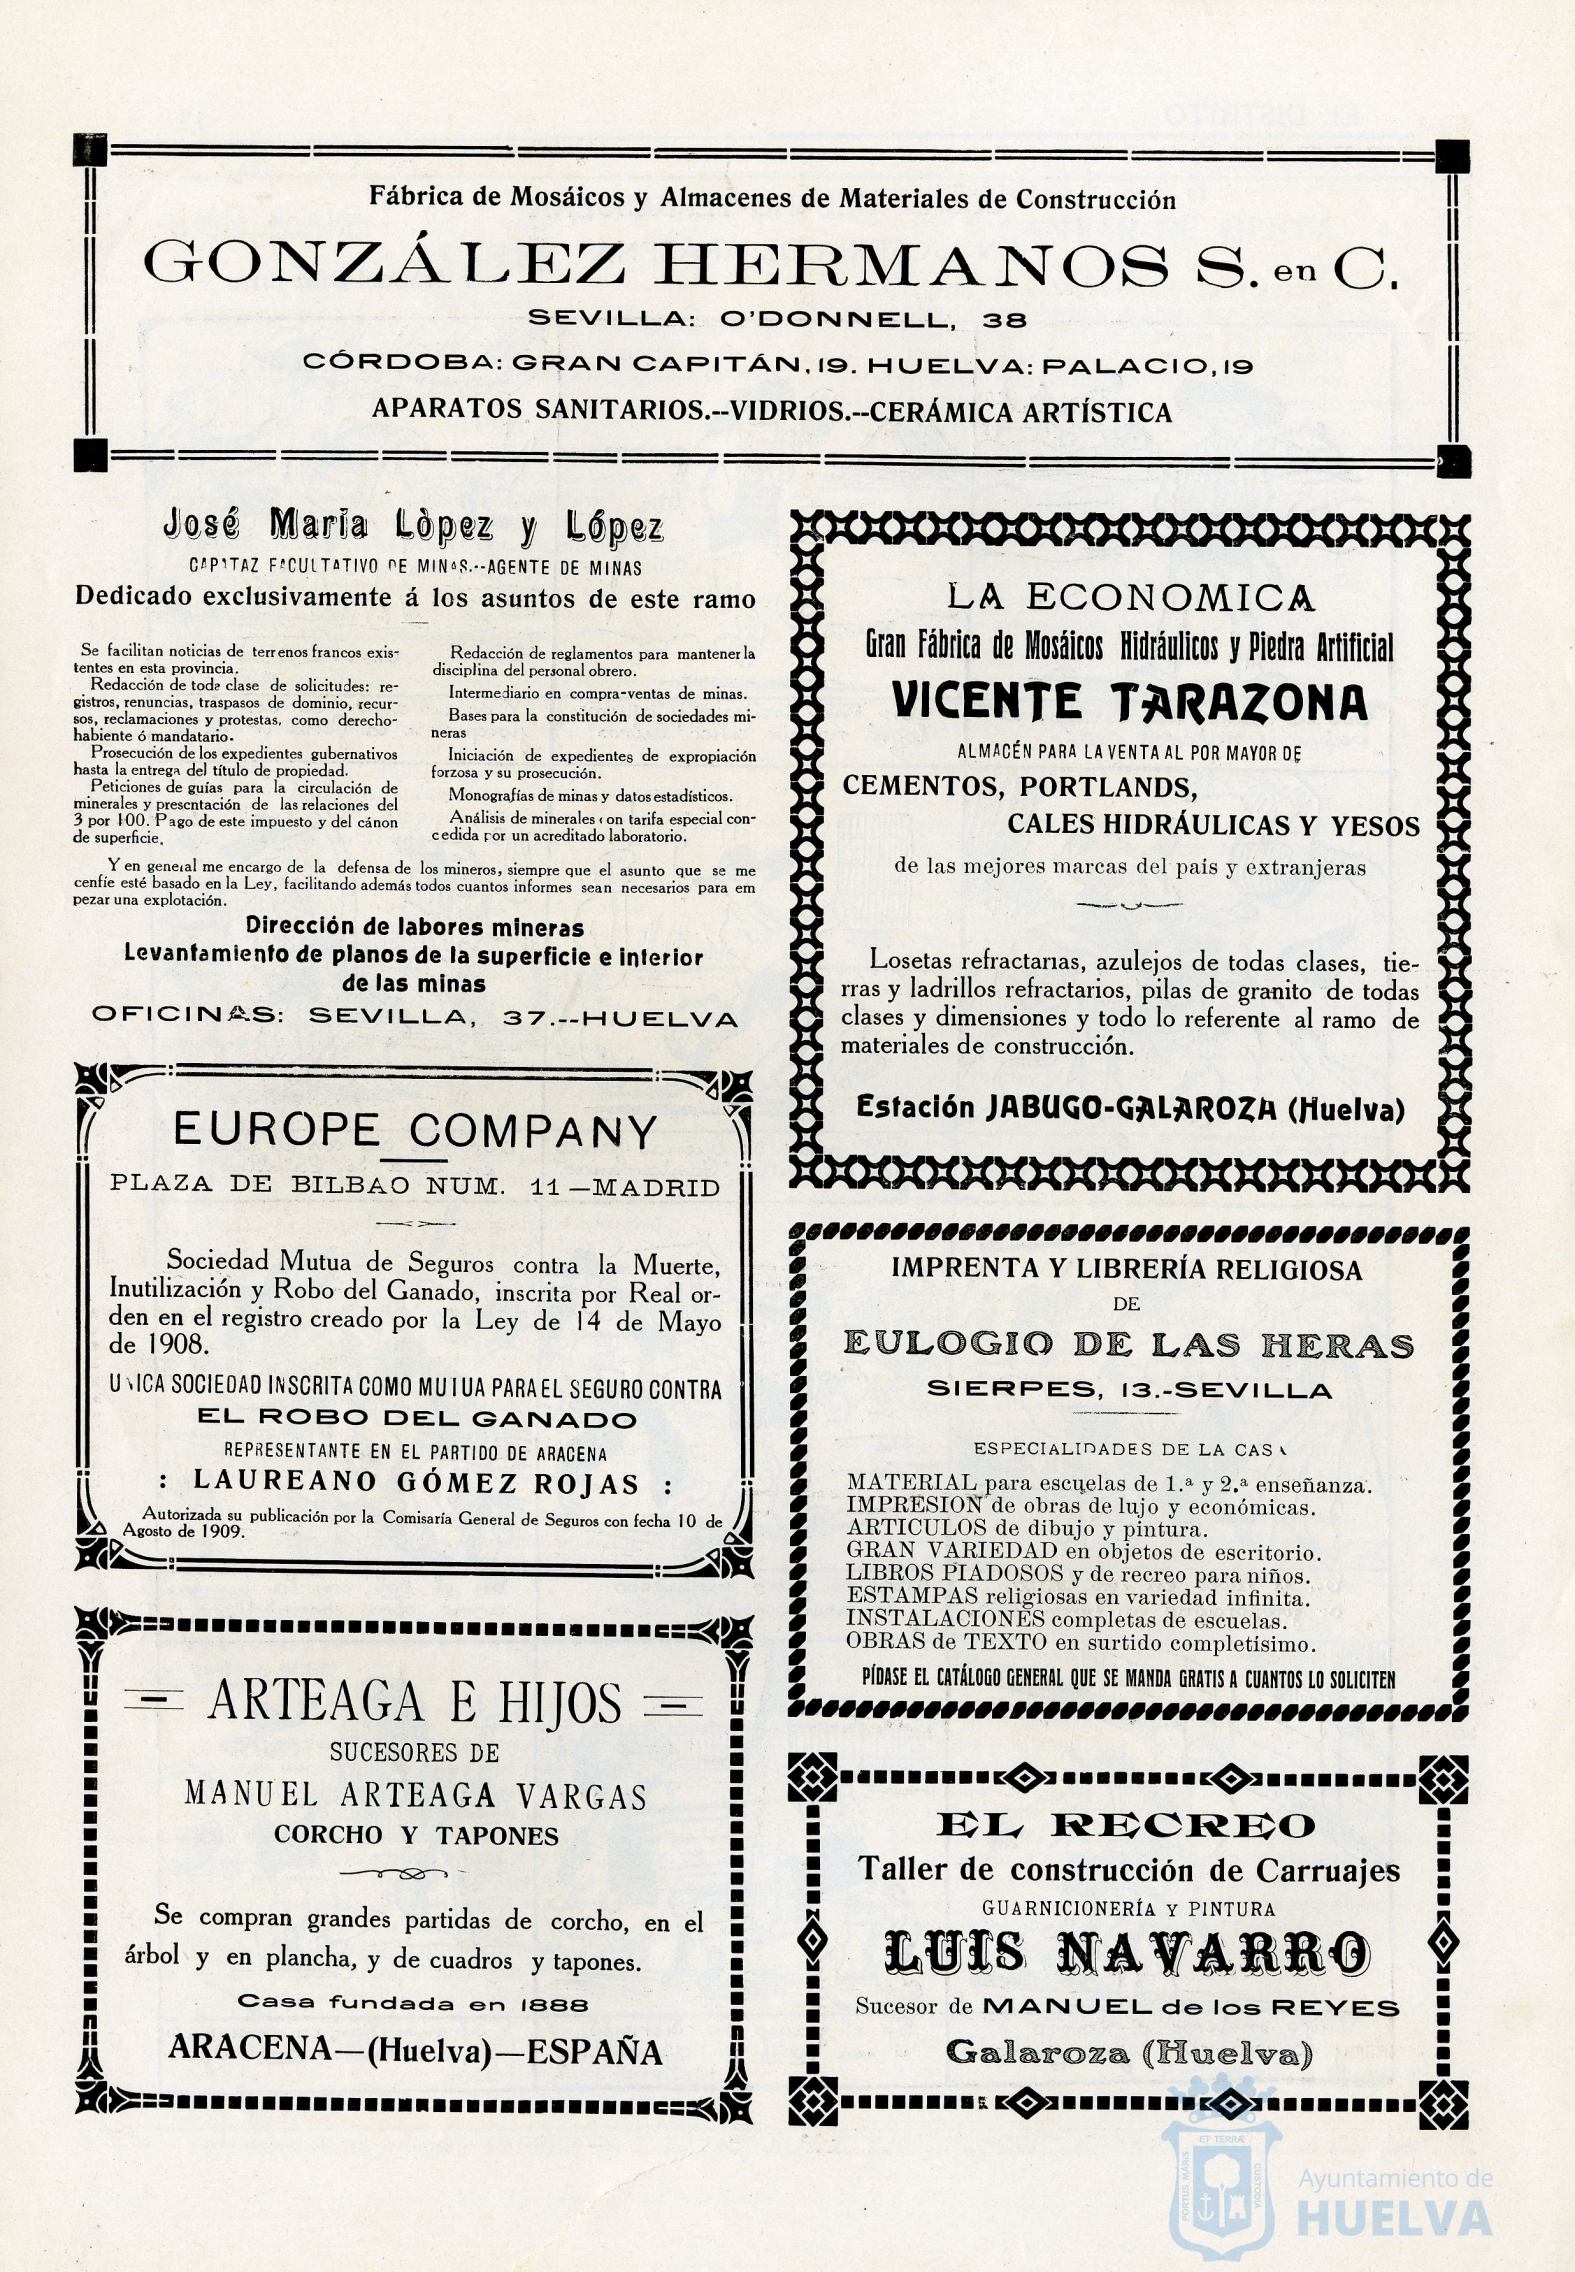 Fábrica de Mosáicos y Almacenes de Materiales de Construcción
GONZÁLEZ HERMANOS S. en C.
SEVILLA: O'DONNELL, 38
CÓRDOBA: GRAN CAPITÁN, 19. HUELVA: PALACIO, 19
APARATOS SANITARIOS.--VIDRIOS.--CERÁMICA ARTÍSTICA
José María Lòpez y López
CAPATAZ FACULTATIVO DE MINAS.--AGENTE DE MINAS
Dedicado exclusivamente á los asuntos de este ramo
Se facilitan noticias de terrenos francos exis-
tentes en esta provincia.
Redacción de toda clase de solicitudes: re-
gistros, renuncias, traspasos de dominio, recur-
sos, reclamaciones y protestas, como derecho-
habiente ó mandatario.
Prosecución de los expedientes gubernativos
hasta la entrega del título de propiedad.
Peticiones de guías para la circulación de
minerales y presentación de las relaciones del
3 por 100. Pago de este impuesto y del cánon
de superficie.
Redacción de reglamentos para mantener la
disciplina del personal obrero.
Intermediario en compra-ventas de minas.
Bases para la constitución de sociedades mi-
neras
Iniciación de expedientes de expropiación
forzosa y su prosecución.
Monografías de minas y datos estadísticos.
Análisis de minerales con tarifa especial con-
cedida por un acreditado laboratorio.
Y en general me encargo de la defensa de los mineros, siempre que el asunto que se me
cenfíe esté basado en la Ley, facilitando además todos cuantos informes sean necesarios para em
pezar una explotación.
Dirección de labores mineras
Levantamiento de planos de la superficie e interior
de las minas
OFICINAS: SEVILLA, 37.--HUELVA
EUROPE COMPANY
PLAZA DE BILBAO NUM. 11—MADRID
Sociedad Mutua de Seguros contra la Muerte,
Inutilización y Robo del Ganado, inscrita por Real or-
den en el registro creado por la Ley de 14 de Mayo
de 1908.
UNICA SOCIEDAD INSCRITA COMO MUTUA PARA EL SEGURO CONTRA
EL ROBO DEL GANADO
REPRESENTANTE EN EL PARTIDO DE ARACENA
: LAUREANO GÓMEZ ROJAS :
Autorizada su publicación por la Comisaría General de Seguros con fecha 10 de
Agosto de 1909.
ARTEAGA E HIJOS
SUCESORES DE
MANUEL ARTEAGA VARGAS
CORCHO Y TAPONES
Se compran grandes partidas de corcho, en el
árbol y en plancha, y de cuadros y tapones.
Casa fundada en 1888
ARACENA—(Huelva)—ESPAÑA
LA ECONOMICA
Gran Fábrica de Mosáicos Hidráulicos y Piedra Artificial
VICENTE TARAZONA
ALMACÉN PARA LA VENTA AL POR MAYOR DE
CEMENTOS, PORTLANDS,
CALES HIDRÁULICAS Y YESOS
de las mejores marcas del país y extranjeras
Losetas refractarias, azulejos de todas clases, tie-
rras y ladrillos refractarios, pilas de granito de todas
clases y dimensiones y todo lo referente al ramo de
materiales de construcción.
Estación JABUGO-GALAROZA (Huelva)
IMPRENTA Y LIBRERÍA RELIGIOSA
DE
EULOGIO DE LAS HERAS
SIERPES, 13.-SEVILLA
ESPECIALIDADES DE LA CASA
MATERIAL para escuelas de 1.ª y 2.ª enseñanza.
IMPRESION de obras de lujo y económicas.
ARTICULOS de dibujo y pintura.
GRAN VARIEDAD en objetos de escritorio.
LIBROS PIADOSOS y de recreo para niños.
ESTAMPAS religiosas en variedad infinita.
INSTALACIONES completas de escuelas.
OBRAS de TEXTO en surtido completísimo.
PÍDASE EL CATÁLOGO GENERAL QUE SE MANDA GRATIS A CUANTOS LO SOLICITEN
EL RECREO
Taller de construcción de Carruajes
GUARNICIONERÍA Y PINTURA
LUIS NAVARRO
Sucesor de MANUEL de los REYES
Galaroza (Huelva)
PORTUS MARIS
ET TERRÆ
CUSTODIA
Ayuntamiento de
HUELVA